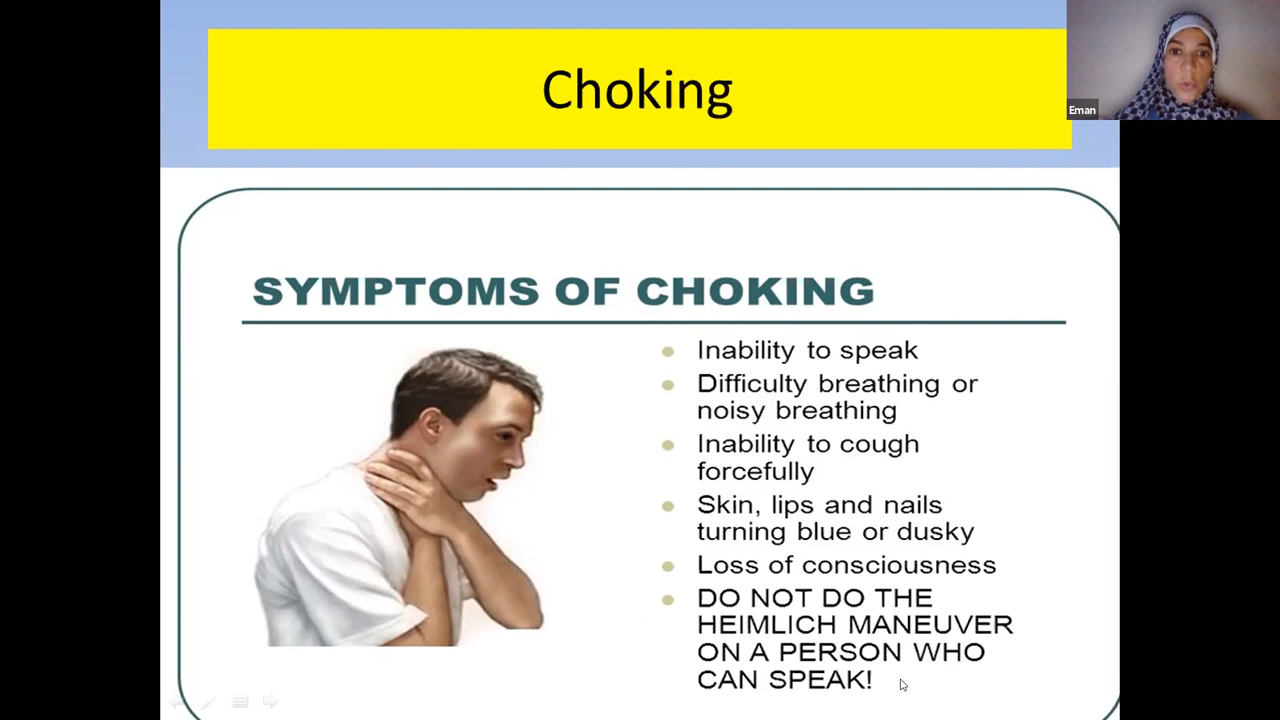 Choking
Eman
SYMPTOMS OF CHOKING
Inability to speak
Difficulty breathing or
noisy breathing
Inability to cough
forcefully
Skin, lips and nails
turning blue or dusky
Loss of consciousness
DO NOT DO THE
HEIMLICH MANEUVER
ON A PERSON WHO
CAN SPEAK!